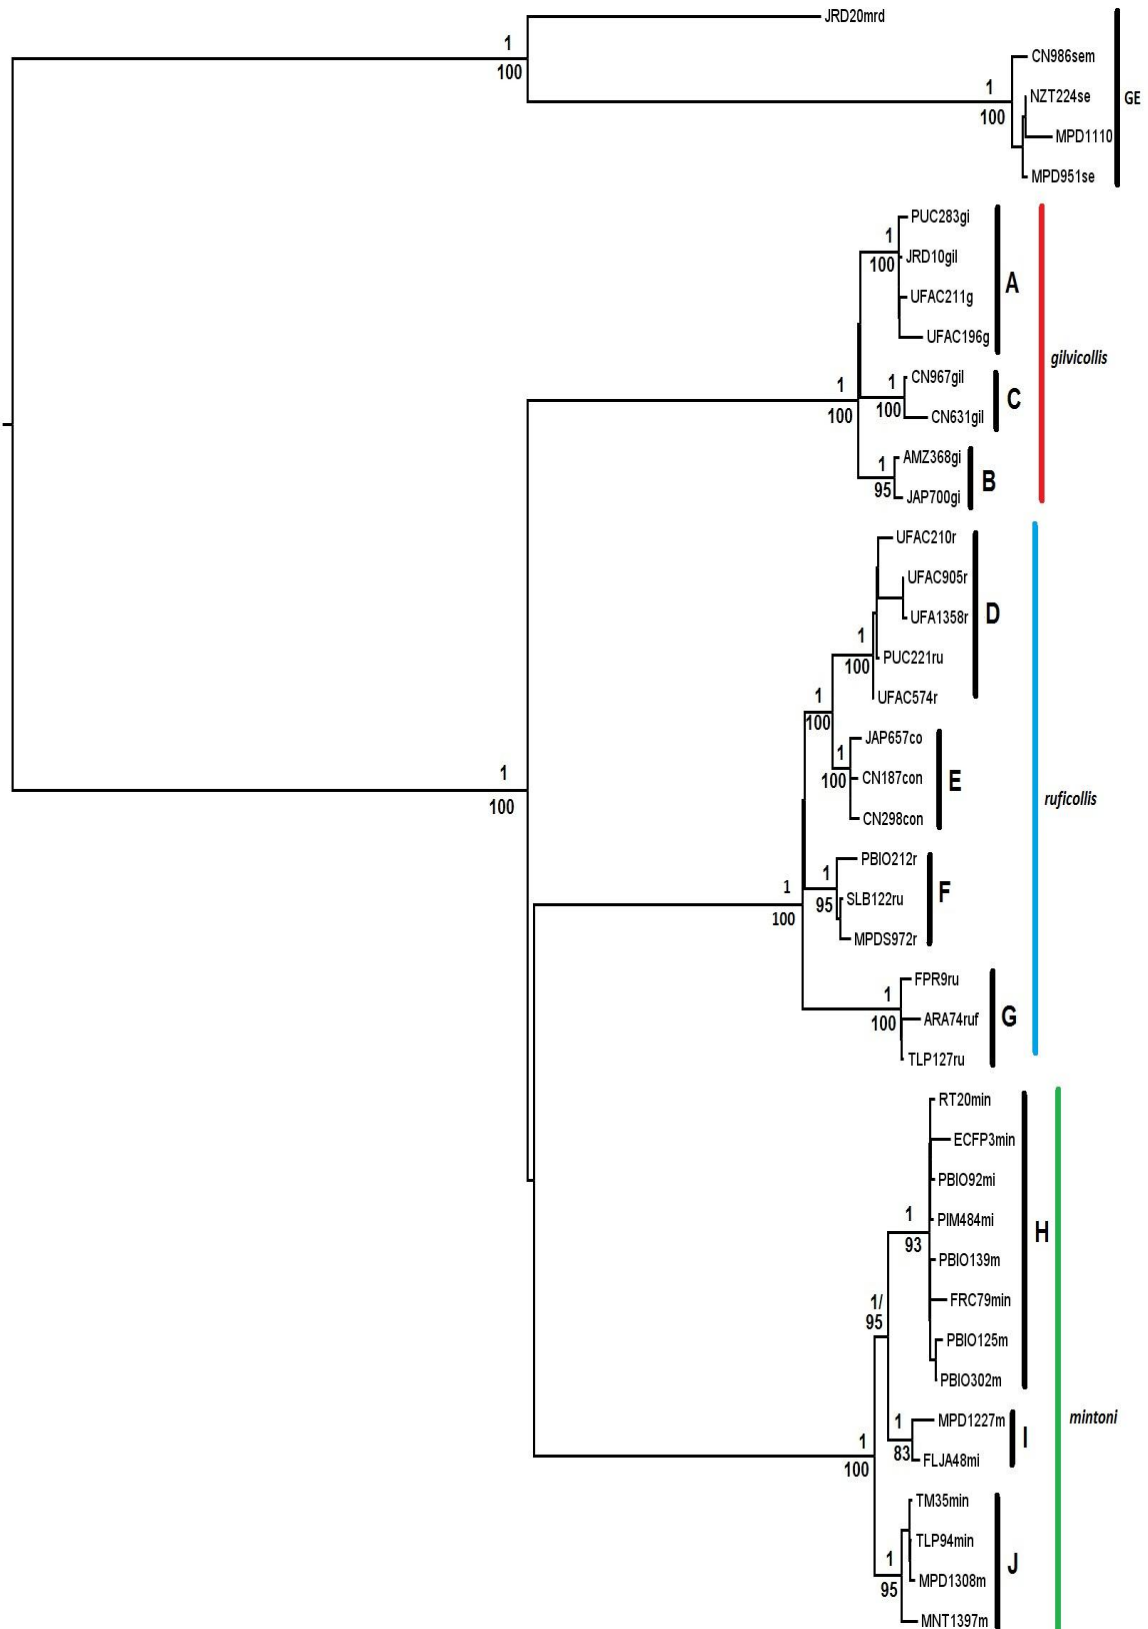 JRD20mrd
1
100
CN986sem
1
NZT224se
GE
100
MPD1110
MPD951se
PUC283gi
1
100
JRD10gil
A
UFAC211g
UFAC196g
gilvicollis
1
100
CN967gil
1
100
C
CN631gil
AMZ368gi
1
95
B
JAP700gi
UFAC210r
UFAC905r
UFA1358r
D
1
100
PUC221ru
UFAC574r
1
100
JAP657co
1
100
CN187con
E
CN298con
1
100
ruficollis
PBIO212r
1
95
SLB122ru
F
MPDS972r
1
100
FPR9ru
1
100
ARA74ruf
G
TLP127ru
RT20min
ECFP3min
PBIO92mi
1
93
PIM484mi
H
PBIO139m
1/
95
FRC79min
PBIO125m
PBIO302m
mintoni
MPD1227m
1
83
I
FLJA48mi
1
100
TM35min
TLP94min
1
95
J
MPD1308m
MNT1397m